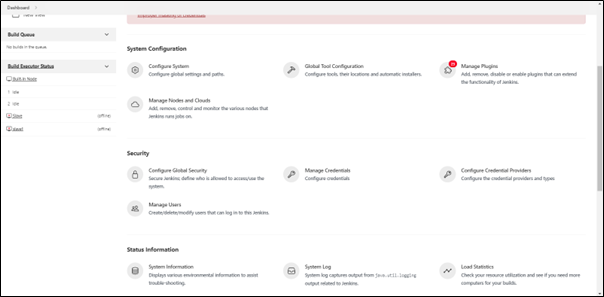 Dashboard
Improper masking of credentials
Build Queue
No builds in the queue.
Build Executor Status
Built-In Node
1 Idle
2 Idle
(offline)
slave1 (offline)
System Configuration
Configure System
Configure global settings and paths.
Global Tool Configuration
Configure tools, their locations and automatic installers.
Manage Plugins
Add, remove, disable or enable plugins that can extend
the functionality of Jenkins.
Manage Nodes and Clouds
Add, remove, control and monitor the various nodes that
Jenkins runs jobs on.
Security
Configure Global Security
Secure Jenkins; define who is allowed to access/use the
system.
Manage Credentials
Configure credentials
Configure Credential Providers
Configure the credential providers and types
Manage Users
Create/delete/modify users that can log in to this Jenkins.
Status Information
System Information
Displays various environmental information to assist
trouble-shooting.
System Log
System log captures output from java.util.logging
output related to Jenkins.
Load Statistics
Check your resource utilization and see if you need more
computers for your builds.